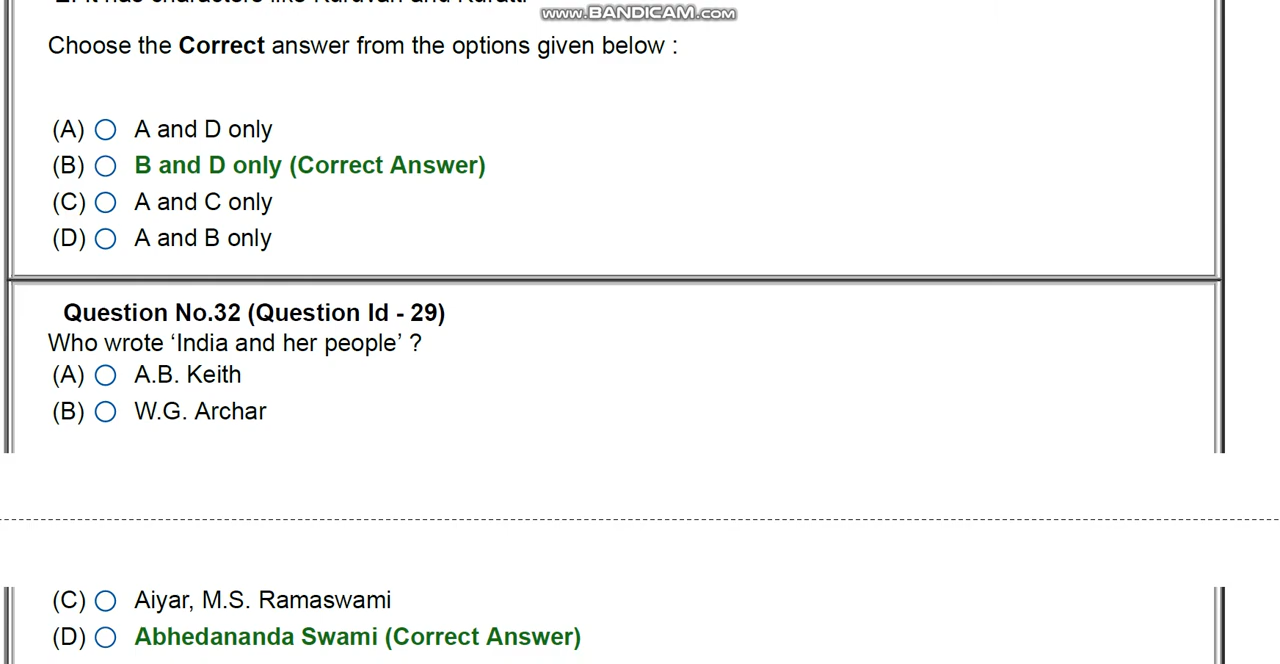 www.BANDICAM.com
Choose the Correct answer from the options given below :
(A) A and D only
(B) B and D only (Correct Answer)
(C) A and C only
(D) A and B only
Question No.32 (Question Id - 29)
Who wrote ‘India and her people’ ?
(A) A.B. Keith
(B) W.G. Archar
(C) Aiyar, M.S. Ramaswami
(D) Abhedananda Swami (Correct Answer)